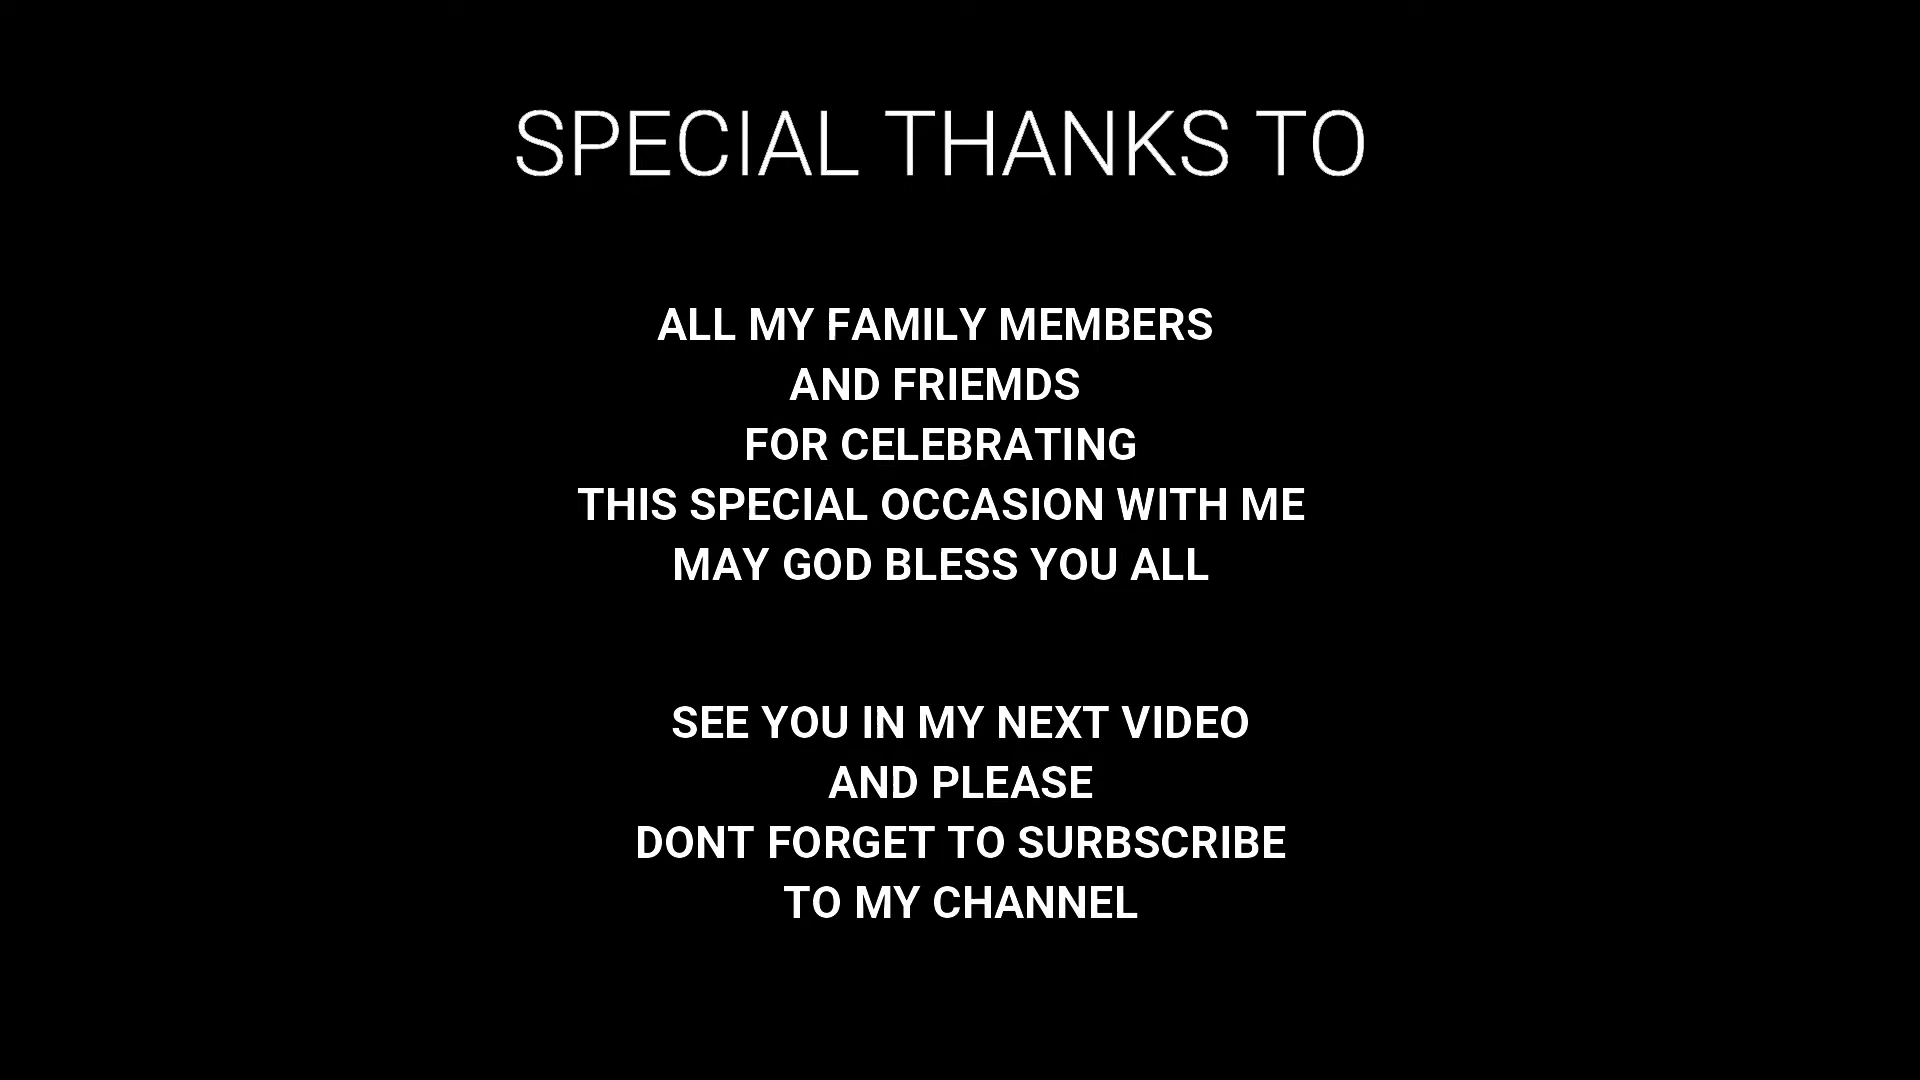 SPECIAL THANKS TO
ALL MY FAMILY MEMBERS
AND FRIEMDS
FOR CELEBRATING
THIS SPECIAL OCCASION WITH ME
MAY GOD BLESS YOU ALL
SEE YOU IN MY NEXT VIDEO
AND PLEASE
DONT FORGET TO SURBSCRIBE
TO MY CHANNEL